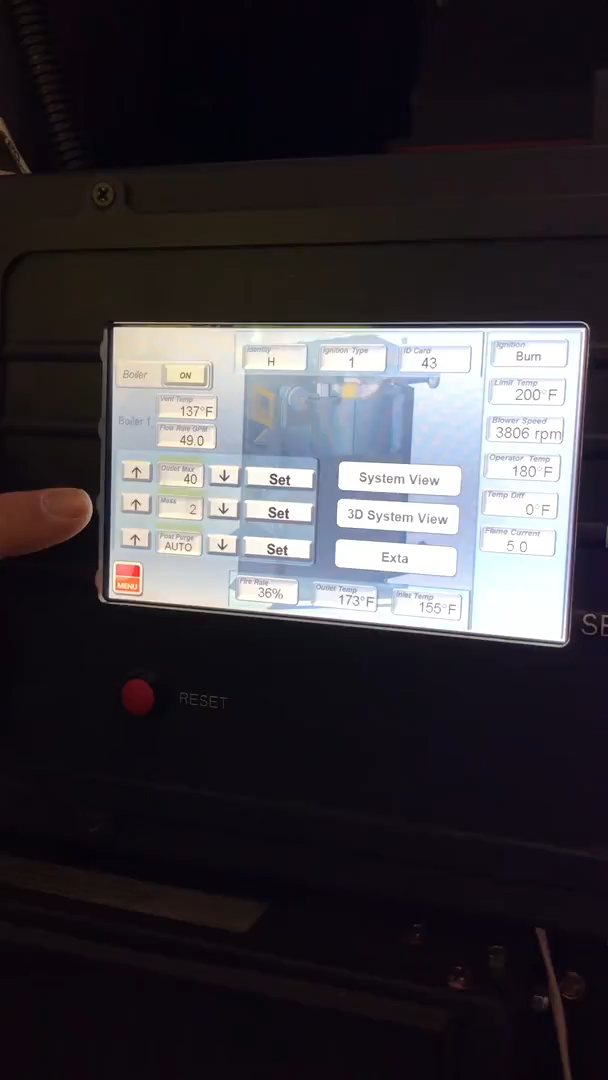 Identity
H
Ignition Type
1
ID Card
43
Ignition
Burn
Boiler ON
Limit Temp
200°F
Boiler 1
Vent Temp
137°F
Flow Rate GPM
49.0
Blower Speed
3806 rpm
Operator Temp
180°F
Outlet Max
40
Set
System View
Temp Diff
0°F
Mass
2
Set
3D System View
Flame Current
5.0
Post Purge
AUTO
Set
Exta
MENU
Fire Rate
36%
Outlet Temp
173°F
Inlet Temp
155°F
SE
RESET